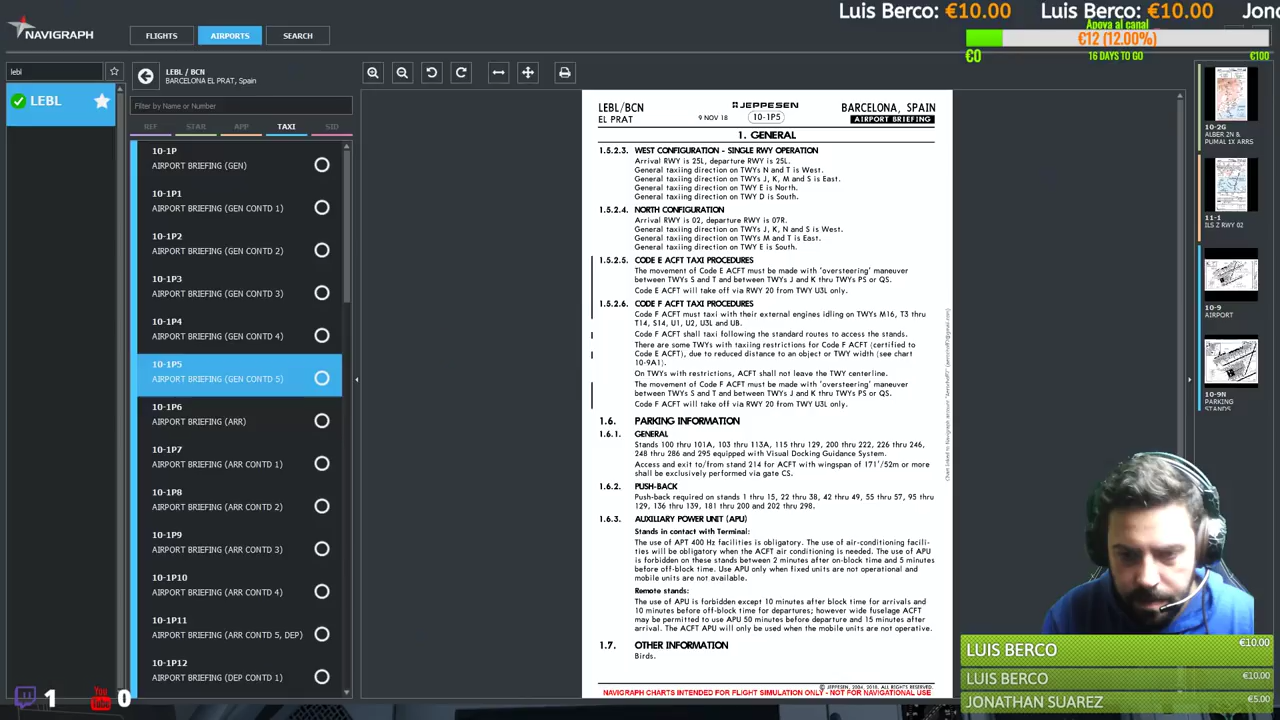 Luis Berco: €10.00 Luis Berco: €10.00 Jon
Apoya al canal
€12 (12.00%)
€0 16 DAYS TO GO €100
NAVIGRAPH
FLIGHTS AIRPORTS SEARCH
lebl
LEBL / BCN
BARCELONA EL PRAT, Spain
LEBL
Filter by Name or Number
REF STAR APP TAXI SID
10-1P
AIRPORT BRIEFING (GEN)
10-1P1
AIRPORT BRIEFING (GEN CONTD 1)
10-1P2
AIRPORT BRIEFING (GEN CONTD 2)
10-1P3
AIRPORT BRIEFING (GEN CONTD 3)
10-1P4
AIRPORT BRIEFING (GEN CONTD 4)
10-1P5
AIRPORT BRIEFING (GEN CONTD 5)
10-1P6
AIRPORT BRIEFING (ARR)
10-1P7
AIRPORT BRIEFING (ARR CONTD 1)
10-1P8
AIRPORT BRIEFING (ARR CONTD 2)
10-1P9
AIRPORT BRIEFING (ARR CONTD 3)
10-1P10
AIRPORT BRIEFING (ARR CONTD 4)
10-1P11
AIRPORT BRIEFING (ARR CONTD 5, DEP)
10-1P12
AIRPORT BRIEFING (DEP CONTD 1)
LEBL/BCN JEPPESEN BARCELONA, SPAIN
EL PRAT 9 NOV 18 10-1P5 AIRPORT BRIEFING
1. GENERAL
1.5.2.3. WEST CONFIGURATION - SINGLE RWY OPERATION
Arrival RWY is 25L, departure RWY is 25L.
General taxiing direction on TWYs N and T is West.
General taxiing direction on TWYs J, K, M and S is East.
General taxiing direction on TWY E is North.
General taxiing direction on TWY D is South.
1.5.2.4. NORTH CONFIGURATION
Arrival RWY is 02, departure RWY is 07R.
General taxiing direction on TWYs J, K, N and S is West.
General taxiing direction on TWYs M and T is East.
General taxiing direction on TWY E is South.
1.5.2.5. CODE E ACFT TAXI PROCEDURES
The movement of Code E ACFT must be made with 'oversteering' maneuver
between TWYs S and T and between TWYs J and K thru TWYs PS or QS.
Code E ACFT will take off via RWY 20 from TWY U3L only.
1.5.2.6. CODE F ACFT TAXI PROCEDURES
Code F ACFT must taxi with their external engines idling on TWYs M16, T3 thru
T14, S14, U1, U2, U3L and UB.
Code F ACFT shall taxi following the standard routes to access the stands.
There are some TWYs with taxiing restrictions for Code F ACFT (certified to
Code E ACFT), due to reduced distance to an object or TWY width (see chart
10-9A1).
On TWYs with restrictions, ACFT shall not leave the TWY centerline.
The movement of Code F ACFT must be made with 'oversteering' maneuver
between TWYs S and T and between TWYs J and K thru TWYs PS or QS.
Code F ACFT will take off via RWY 20 from TWY U3L only.
1.6. PARKING INFORMATION
1.6.1. GENERAL
Stands 100 thru 101A, 103 thru 113A, 115 thru 129, 200 thru 222, 226 thru 246,
248 thru 286 and 295 equipped with Visual Docking Guidance System.
Access and exit to/from stand 214 for ACFT with wingspan of 171'/52m or more
shall be exclusively performed via gate CS.
1.6.2. PUSH-BACK
Push-back required on stands 1 thru 15, 22 thru 38, 42 thru 49, 55 thru 57, 95 thru
129, 136 thru 139, 181 thru 200 and 202 thru 298.
1.6.3. AUXILIARY POWER UNIT (APU)
Stands in contact with Terminal:
The use of APT 400 Hz facilities is obligatory. The use of air-conditioning facili-
ties will be obligatory when the ACFT air conditioning is needed. The use of APU
is forbidden on these stands between 2 minutes after on-block time and 5 minutes
before off-block time. Use APU only when fixed units are not operational and
mobile units are not available.
Remote stands:
The use of APU is forbidden except 10 minutes after block time for arrivals and
10 minutes before off-block time for departures; however wide fuselage ACFT
may be permitted to use APU 50 minutes before departure and 15 minutes after
arrival. The ACFT APU will only be used when the mobile units are not operative.
1.7. OTHER INFORMATION
Birds.
© JEPPESEN, 2004, 2018. ALL RIGHTS RESERVED.
NAVIGRAPH CHARTS INTENDED FOR FLIGHT SIMULATION ONLY - NOT FOR NAVIGATIONAL USE
10-2G
ALBER 2N &
PUMAL 1X ARRS
11-1
ILS Z RWY 02
10-9
AIRPORT
10-9N
PARKING
STANDS
LUIS BERCO €10.00
LUIS BERCO €10.00
JONATHAN SUAREZ €5.00
1
You
0